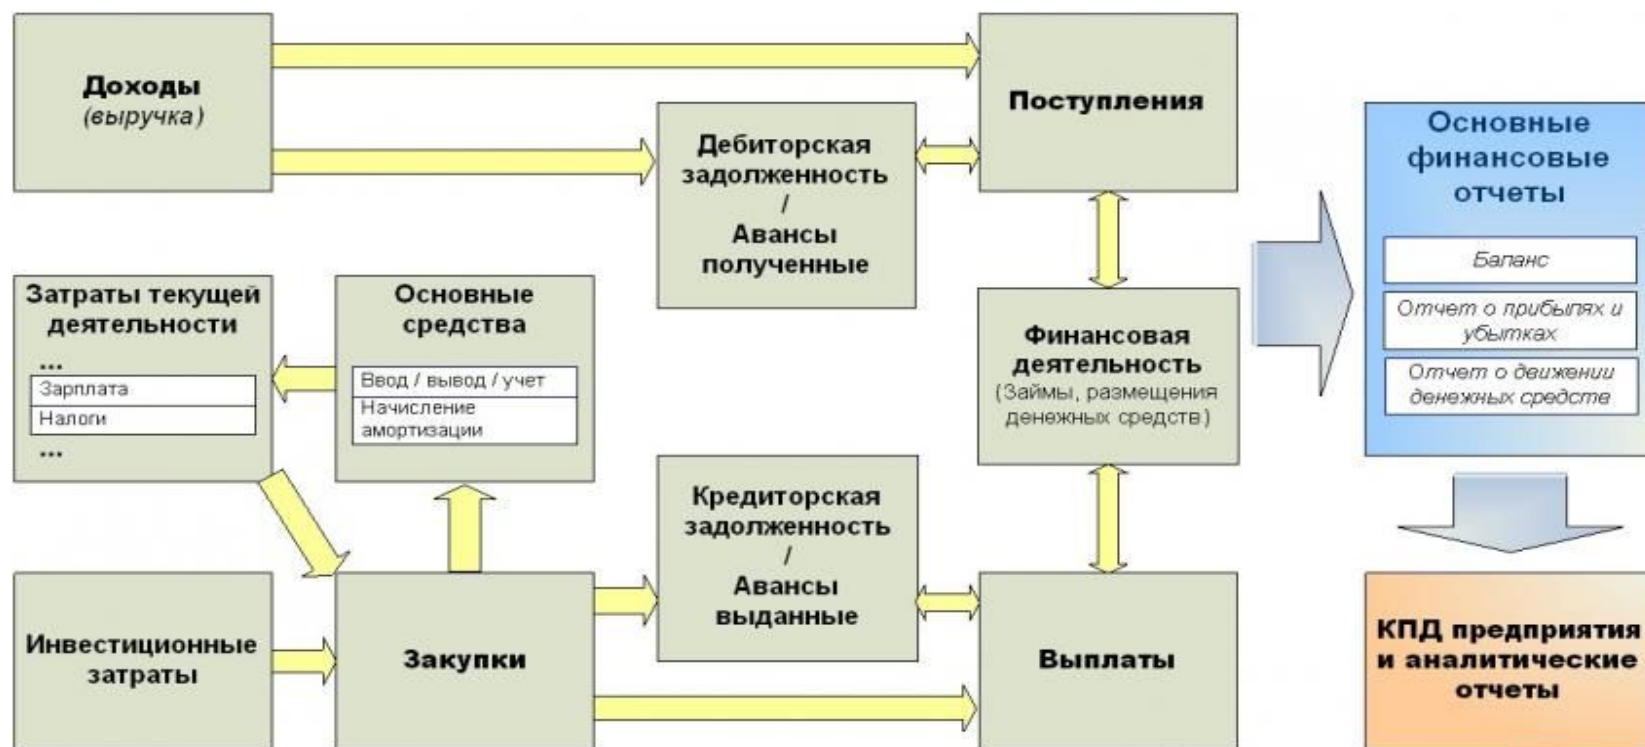 Доходы
(выручка)
Поступления
Дебиторская
задолженность
/
Авансы
полученные
Основные
финансовые
отчеты
Баланс
Отчет о прибылях и
убытках
Отчет о движении
денежных средств
Затраты текущей
деятельности
...
Зарплата
Налоги
...
Основные
средства
Ввод / вывод / учет
Начисление
амортизации
Финансовая
деятельность
(Займы, размещения
денежных средств)
Кредиторская
задолженность
/
Авансы
выданные
Инвестиционные
затраты
Закупки
Выплаты
КПД предприятия
и аналитические
отчеты